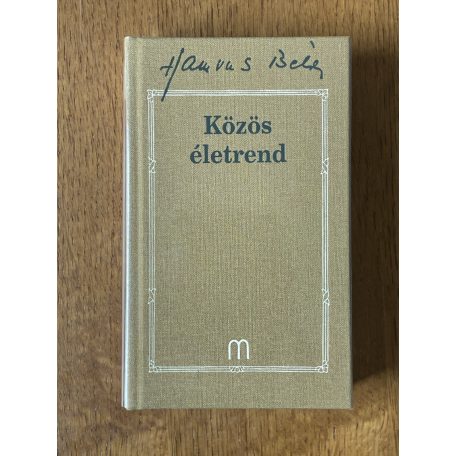 Hamvas Béla
Közös
életrend
m